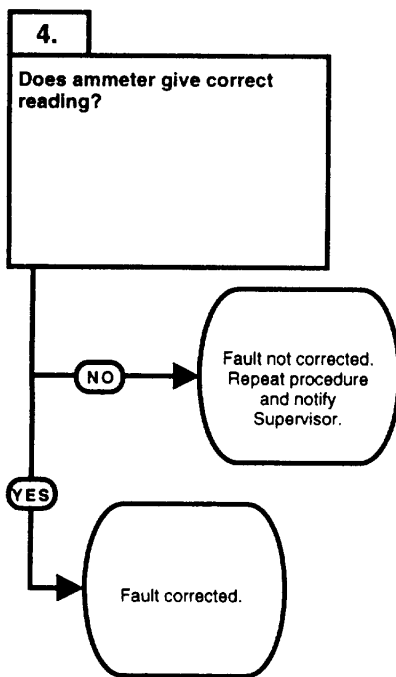 4.
Does ammeter give correct
reading?
NO
Fault not corrected.
Repeat procedure
and notify
Supervisor.
YES
Fault corrected.